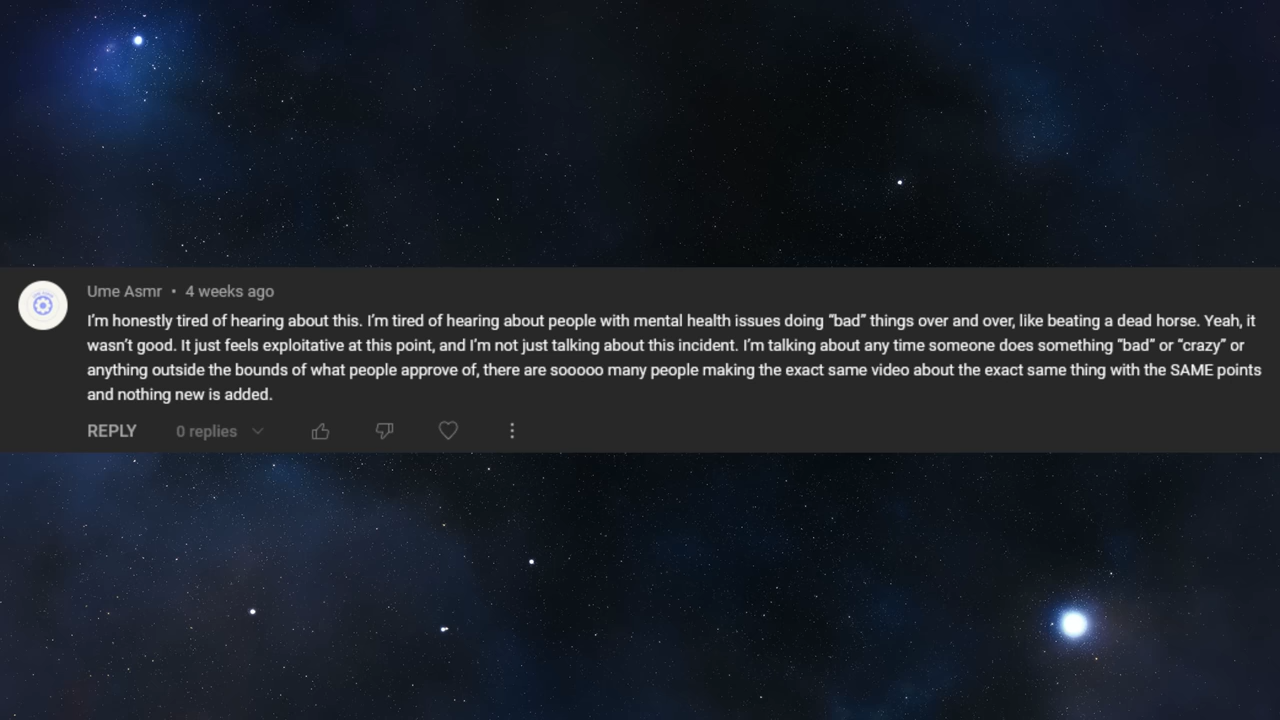 Ume Asmr • 4 weeks ago
I’m honestly tired of hearing about this. I’m tired of hearing about people with mental health issues doing “bad” things over and over, like beating a dead horse. Yeah, it
wasn’t good. It just feels exploitative at this point, and I’m not just talking about this incident. I’m talking about any time someone does something “bad” or “crazy” or
anything outside the bounds of what people approve of, there are sooooo many people making the exact same video about the exact same thing with the SAME points
and nothing new is added.
REPLY 0 replies